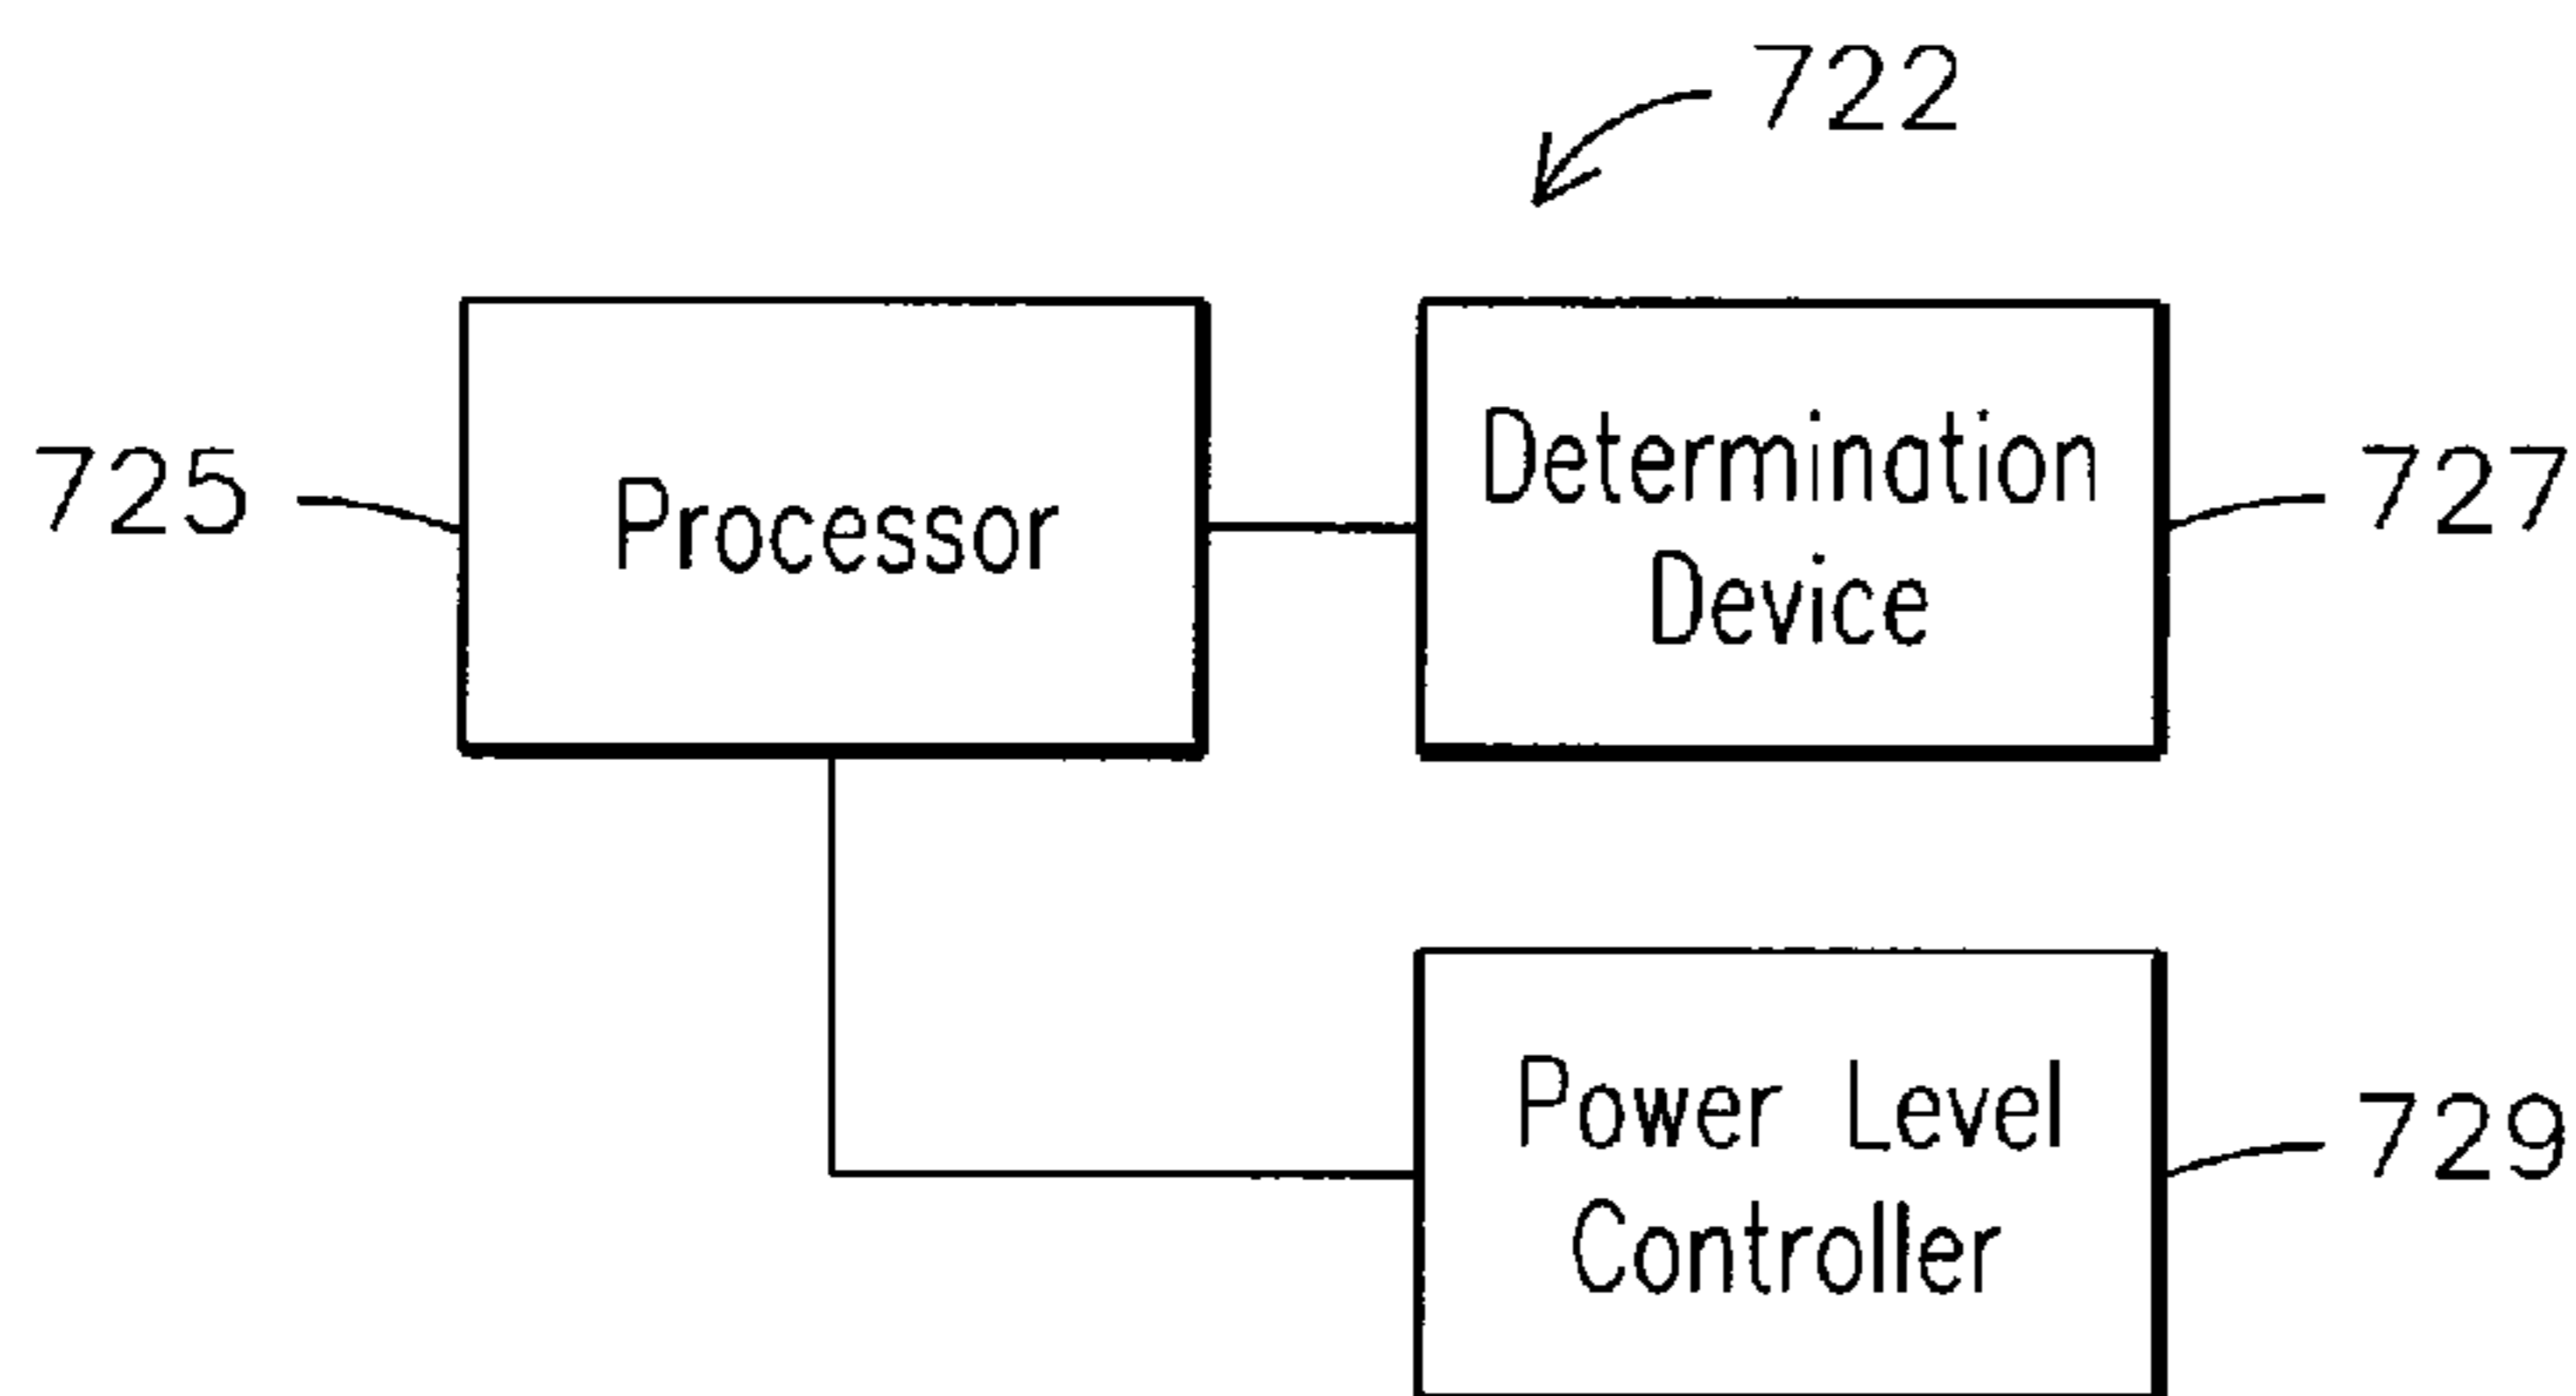 722
725
Processor
Determination
Device
727
Power Level
Controller
729